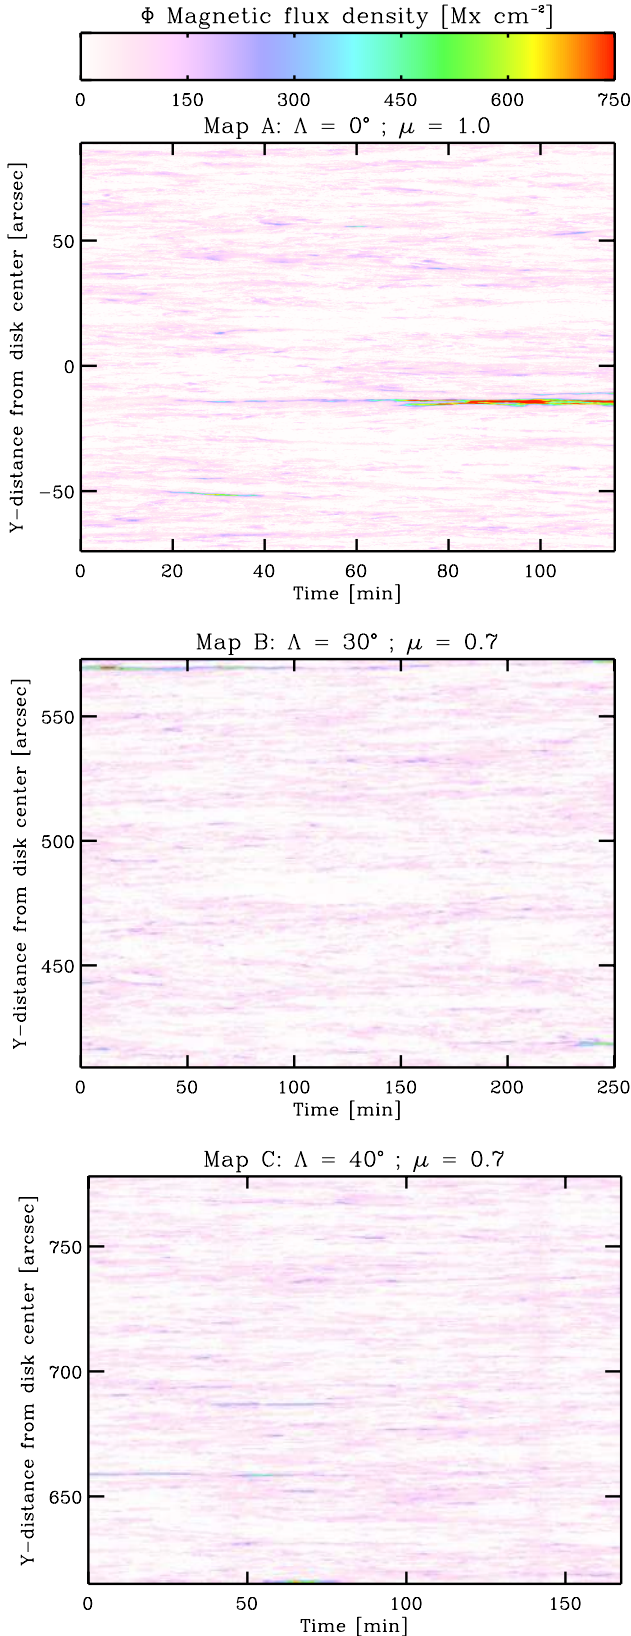 Φ Magnetic flux density [Mx cm⁻²]
0 150 300 450 600 750
Map A: Λ = 0° ; μ = 1.0
Y−distance from disk center [arcsec]
50
0
−50
0 20 40 60 80 100
Time [min]
Map B: Λ = 30° ; μ = 0.7
Y−distance from disk center [arcsec]
550
500
450
0 50 100 150 200 250
Time [min]
Map C: Λ = 40° ; μ = 0.7
Y−distance from disk center [arcsec]
750
700
650
0 50 100 150
Time [min]